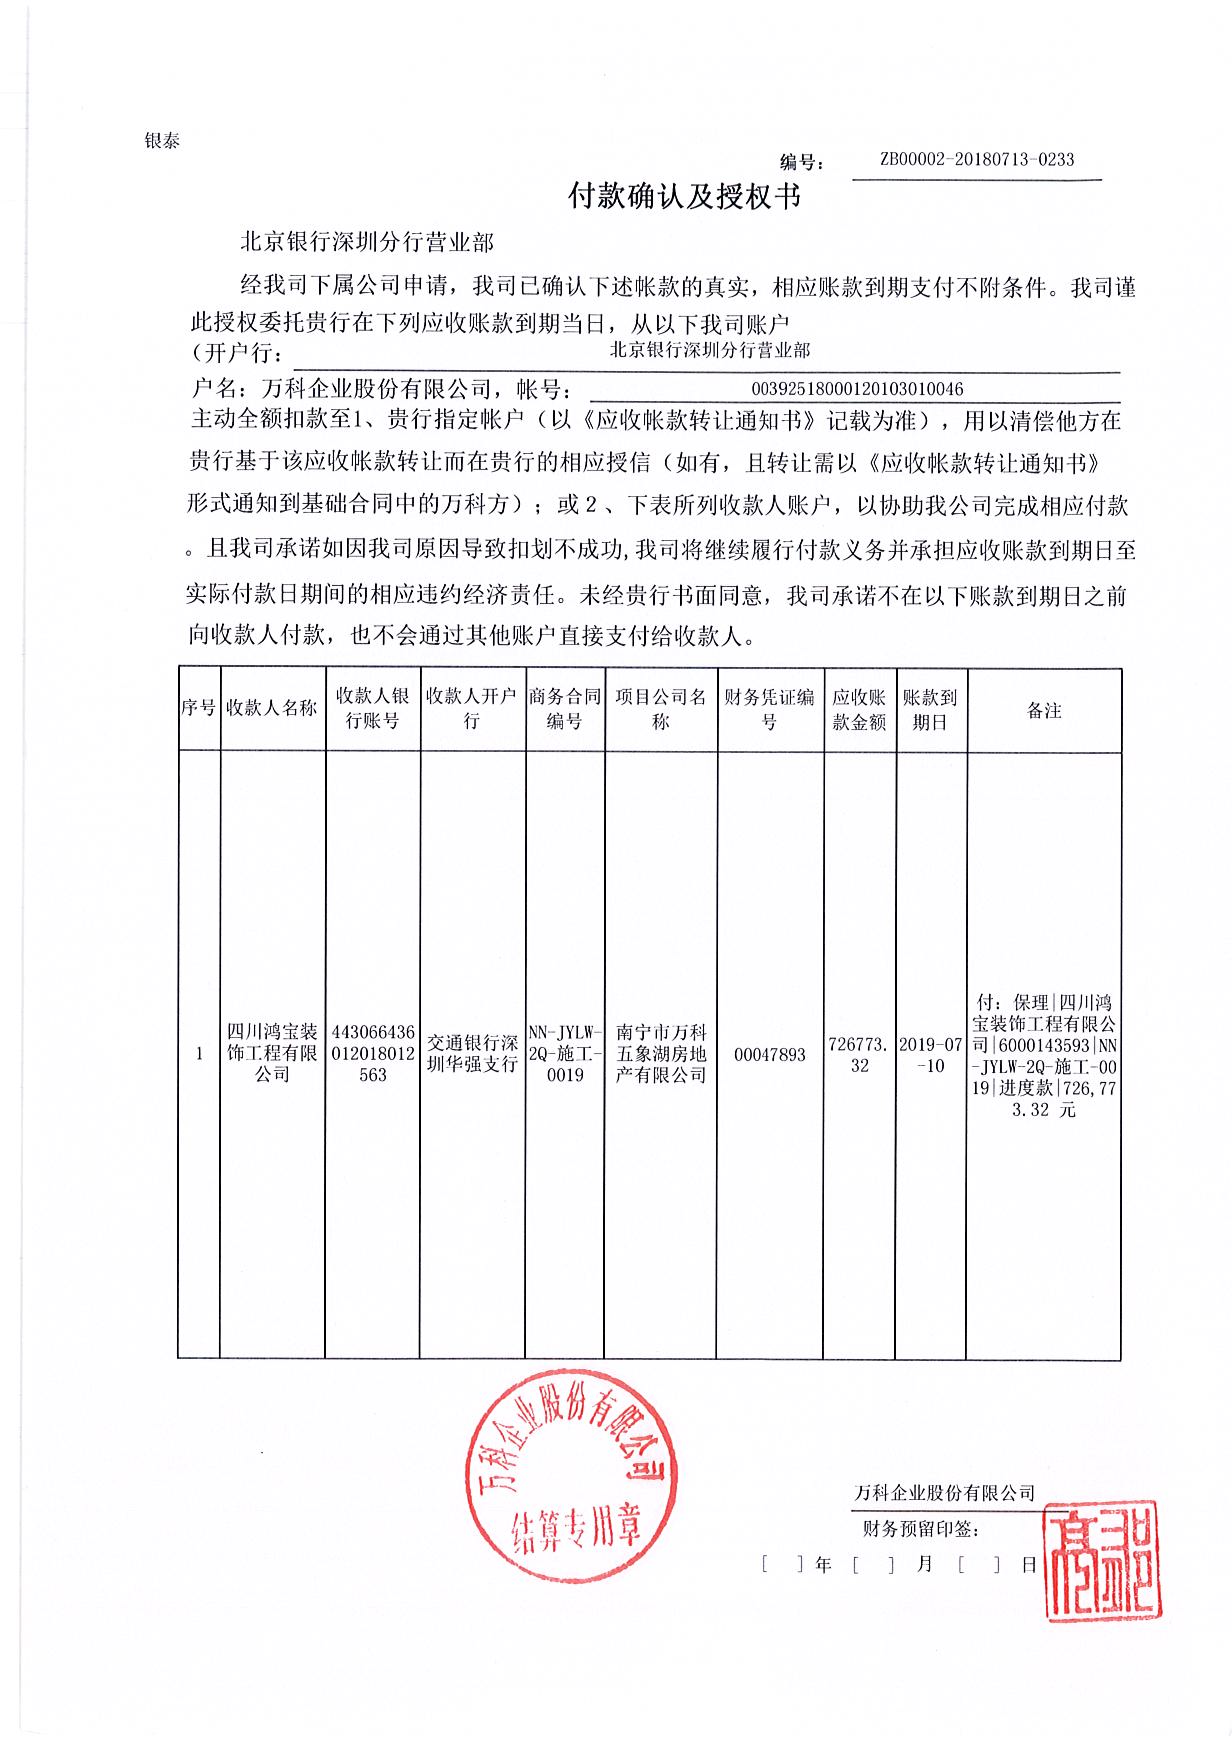 银泰
编号： ZB00002-20180713-0233
付款确认及授权书
北京银行深圳分行营业部
经我司下属公司申请，我司已确认下述帐款的真实，相应账款到期支付不附条件。我司谨
此授权委托贵行在下列应收账款到期当日，从以下我司账户
（开户行： 北京银行深圳分行营业部
户名：万科企业股份有限公司，帐号： 00392518000120103010046
主动全额扣款至1、贵行指定帐户（以《应收帐款转让通知书》记载为准），用以清偿他方在
贵行基于该应收帐款转让而在贵行的相应授信（如有，且转让需以《应收帐款转让通知书》
形式通知到基础合同中的万科方）；或2、下表所列收款人账户，以协助我公司完成相应付款
。且我司承诺如因我司原因导致扣划不成功,我司将继续履行付款义务并承担应收账款到期日至
实际付款日期间的相应违约经济责任。未经贵行书面同意，我司承诺不在以下账款到期日之前
向收款人付款，也不会通过其他账户直接支付给收款人。
序号
收款人名称
收款人银
行账号
收款人开户
行
商务合同
编号
项目公司名
称
财务凭证编
号
应收账
款金额
账款到
期日
备注
1
四川鸿宝装
饰工程有限
公司
443066436
012018012
563
交通银行深
圳华强支行
NN-JYLW-
2Q-施工-
0019
南宁市万科
五象湖房地
产有限公司
00047893
726773.
32
2019-07
-10
付：保理|四川鸿
宝装饰工程有限公
司|6000143593|NN
-JYLW-2Q-施工-00
19|进度款|726,77
3.32 元
万科企业股份有限公司
结算专用章
万科企业股份有限公司
财务预留印签：
[ ]年[ ]月[ ]日